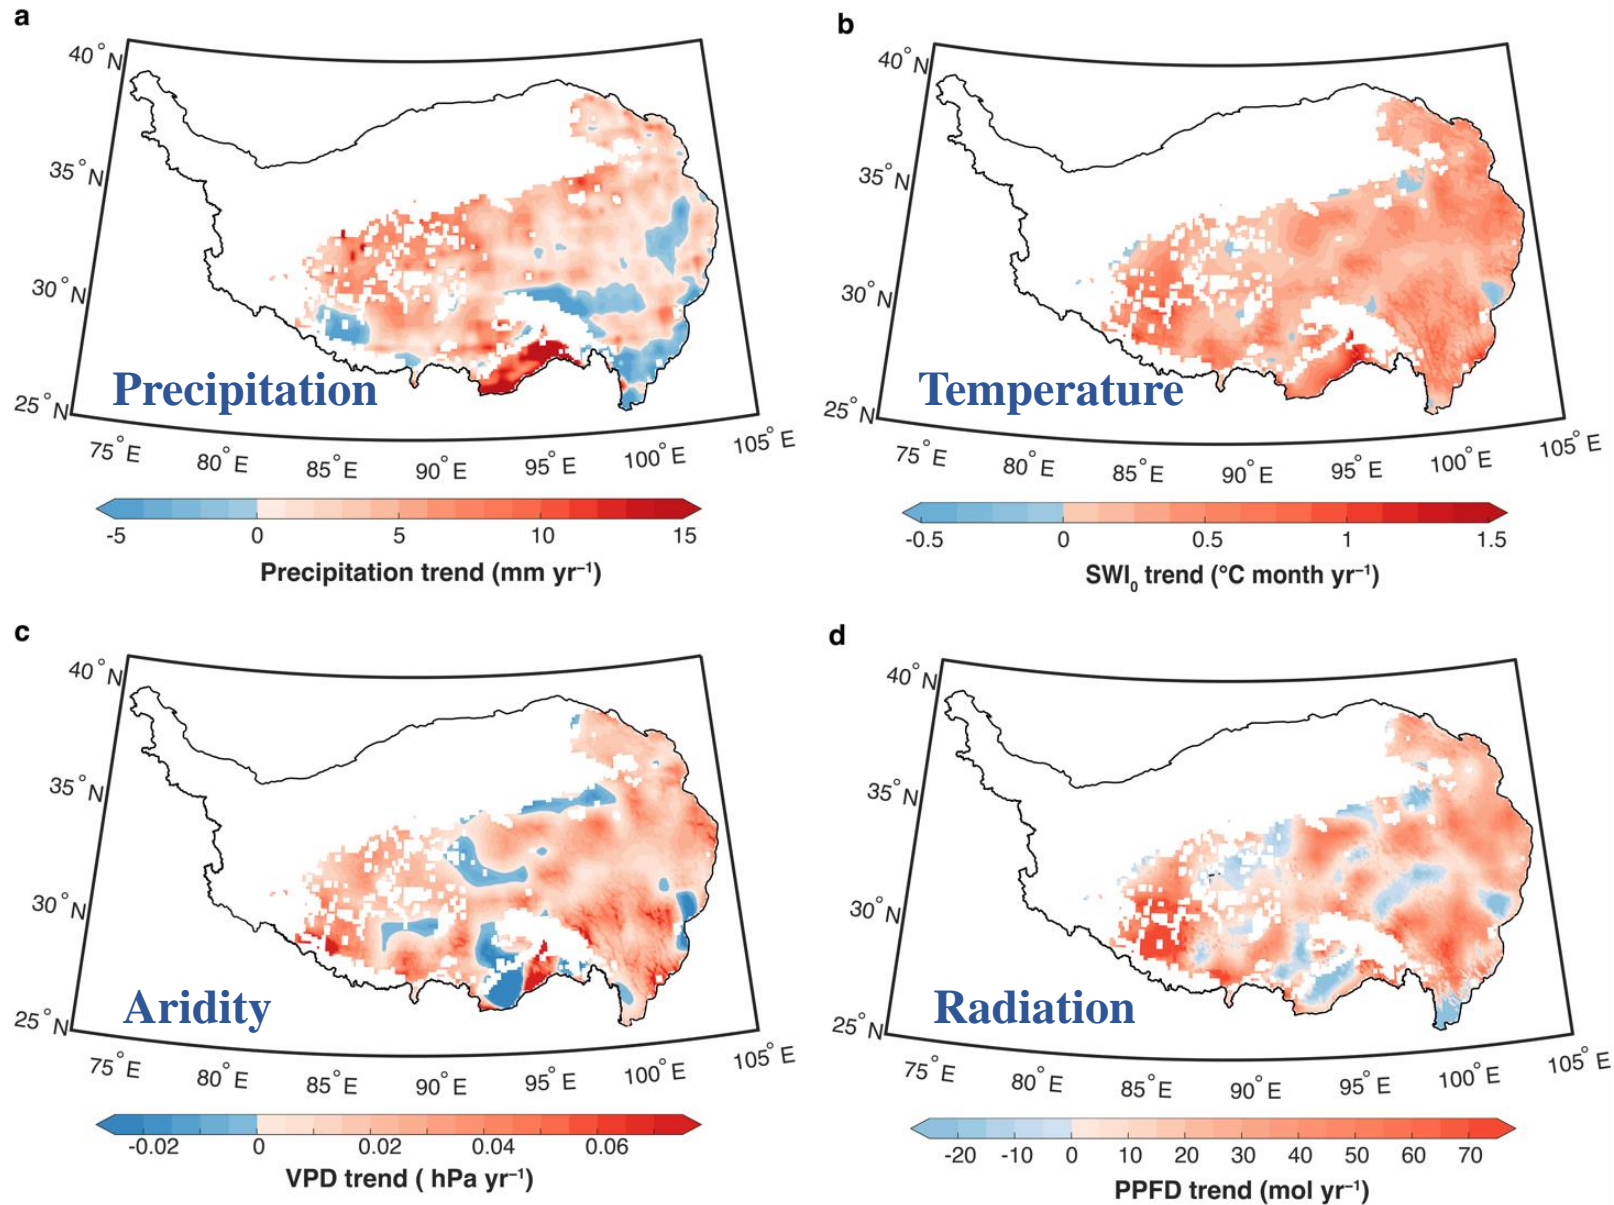 a
40° N
35° N
30° N
25° N
Precipitation
75° E
80° E
85° E
90° E
95° E
100° E
105° E
-5 0 5 10 15
Precipitation trend (mm yr⁻¹)
b
40° N
35° N
30° N
25° N
Temperature
75° E
80° E
85° E
90° E
95° E
100° E
105° E
-0.5 0 0.5 1 1.5
SWI₀ trend (°C month yr⁻¹)
c
40° N
35° N
30° N
25° N
Aridity
75° E
80° E
85° E
90° E
95° E
100° E
105° E
-0.02 0 0.02 0.04 0.06
VPD trend ( hPa yr⁻¹)
d
40° N
35° N
30° N
25° N
Radiation
75° E
80° E
85° E
90° E
95° E
100° E
105° E
-20 -10 0 10 20 30 40 50 60 70
PPFD trend (mol yr⁻¹)